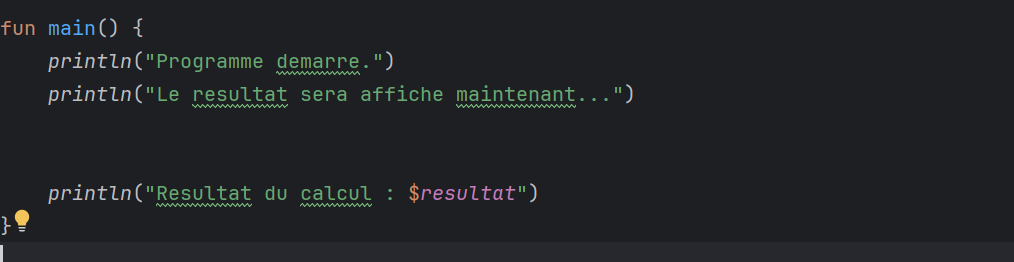 fun main() {
    println("Programme demarre.")
    println("Le resultat sera affiche maintenant...")
    println("Resultat du calcul : $resultat")
}